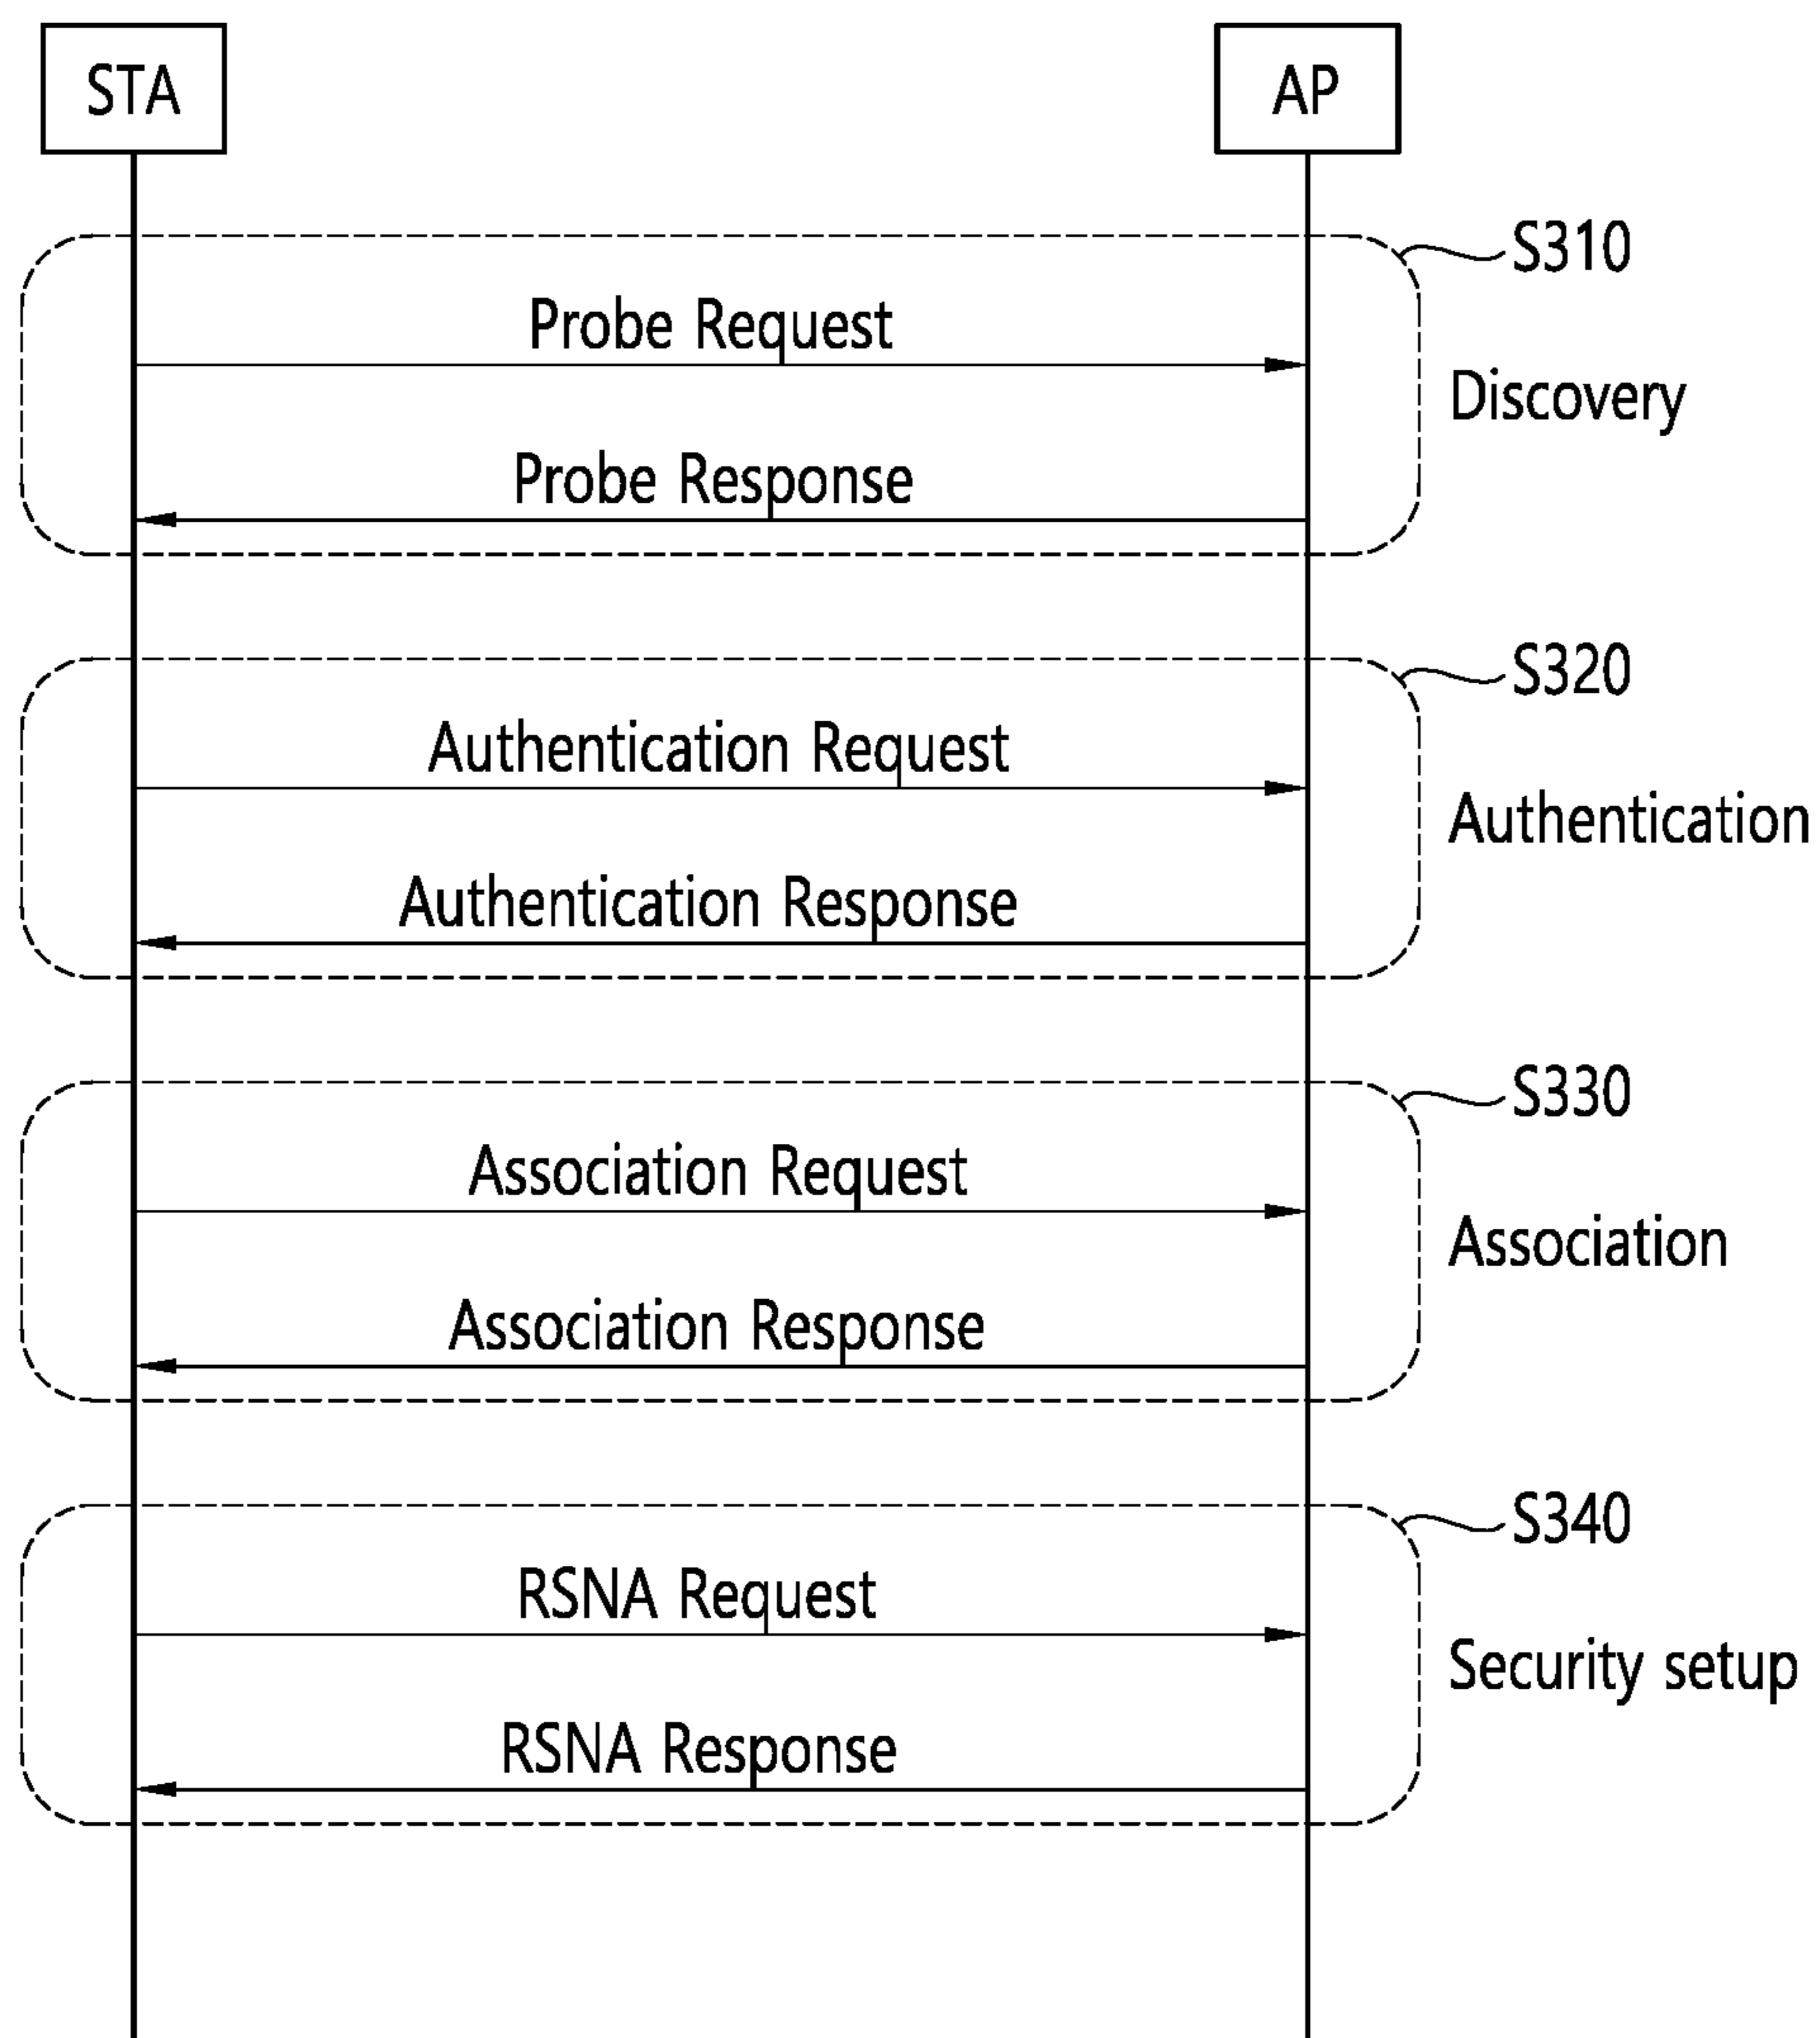 STA
AP
S310
Probe Request
Discovery
Probe Response
S320
Authentication Request
Authentication
Authentication Response
S330
Association Request
Association
Association Response
S340
RSNA Request
Security setup
RSNA Response